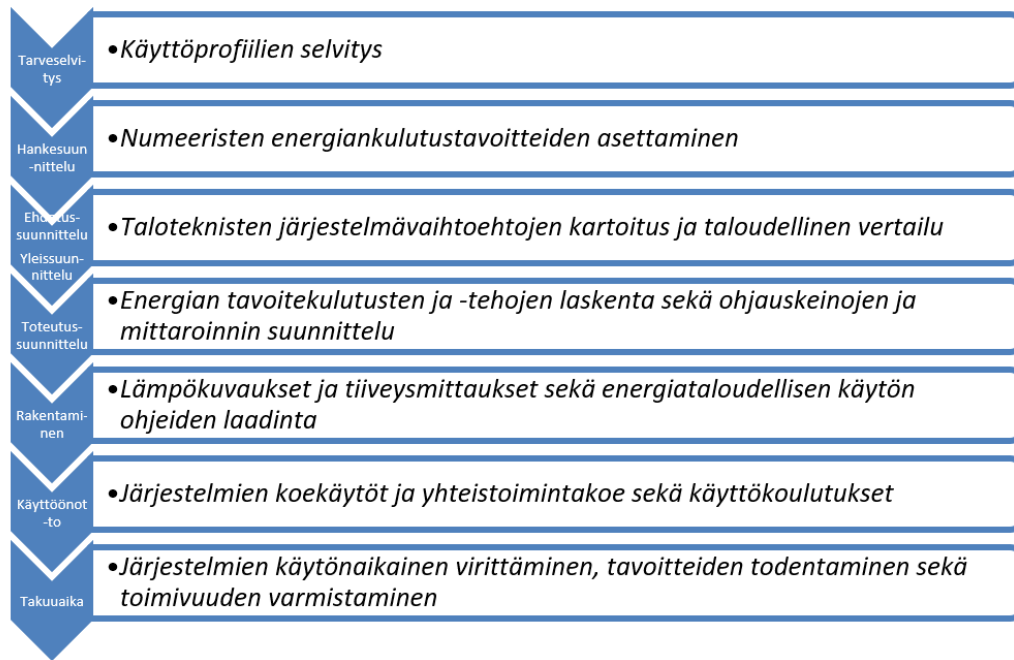 Tarveselvi-
tys
•Käyttöprofiilien selvitys
Hankesuun
-nittelu
•Numeeristen energiankulutustavoitteiden asettaminen
Ehdotus-
suunnittelu
Yleissuun-
nittelu
•Taloteknisten järjestelmävaihtoehtojen kartoitus ja taloudellinen vertailu
Toteutus-
suunnittelu
•Energian tavoitekulutusten ja -tehojen laskenta sekä ohjauskeinojen ja
mittaroinnin suunnittelu
Rakentami-
nen
•Lämpökuvaukset ja tiiveysmittaukset sekä energiataloudellisen käytön
ohjeiden laadinta
Käyttöönot
-to
•Järjestelmien koekäytöt ja yhteistoimintakoe sekä käyttökoulutukset
Takuuaika
•Järjestelmien käytönaikainen virittäminen, tavoitteiden todentaminen sekä
toimivuuden varmistaminen